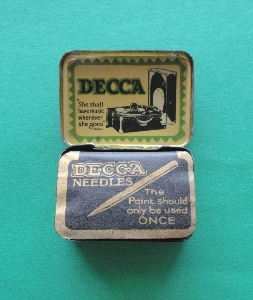 DECCA
"She shall
have music
wherever
she goes"
DECCA
NEEDLES
The
Point should
only be used
ONCE